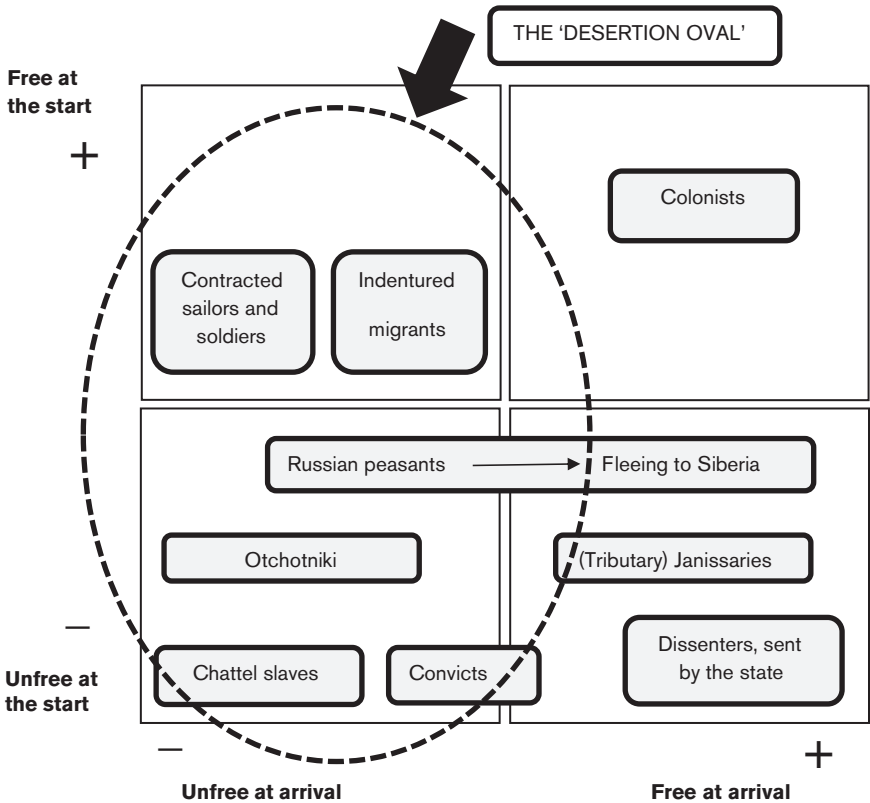 THE ‘DESERTION OVAL’
Free at
the start
+
Colonists
Contracted
sailors and
soldiers
Indentured
migrants
Russian peasants
Fleeing to Siberia
Otchotniki
(Tributary) Janissaries
–
Unfree at
the start
Chattel slaves
Convicts
Dissenters, sent
by the state
–
+
Unfree at arrival
Free at arrival